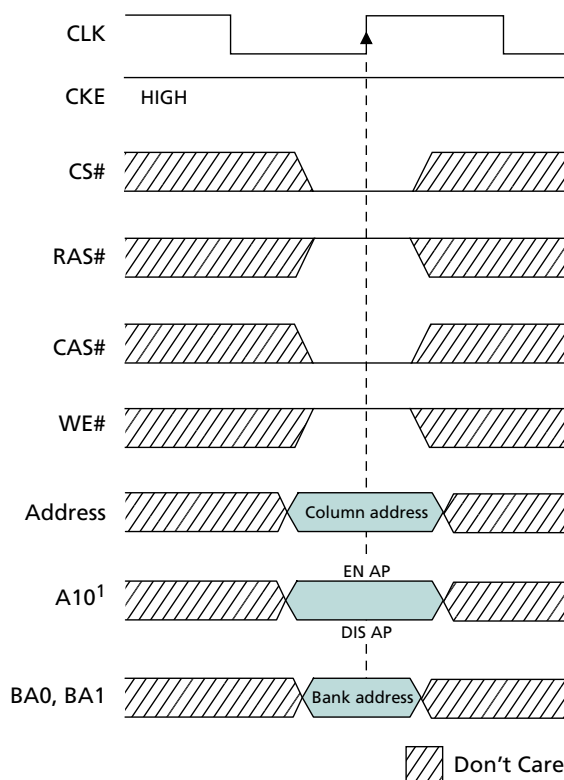 CLK
CKE HIGH
CS#
RAS#
CAS#
WE#
Address Column address
EN AP
A10¹
DIS AP
BA0, BA1 Bank address
Don't Care